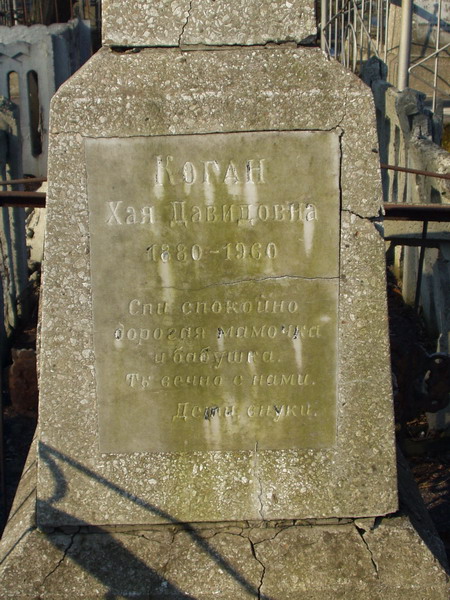 Коган
Хая Давидовна
1880-1960
Спи спокойно
дорогая мамочка
и бабушка.
Ты вечно с нами.
Дети, внуки.